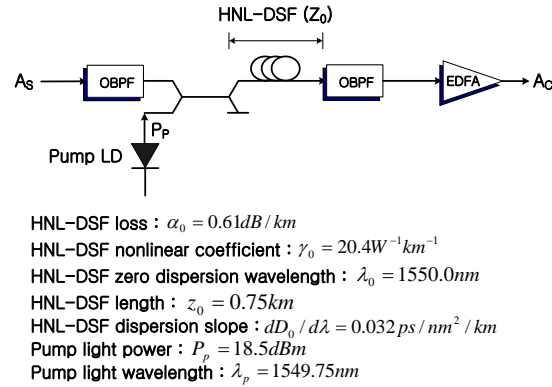 HNL-DSF (Z₀)
Aₛ OBPF OBPF EDFA A_C
P_P
Pump LD
HNL-DSF loss : α₀ = 0.61dB / km
HNL-DSF nonlinear coefficient : γ₀ = 20.4W⁻¹km⁻¹
HNL-DSF zero dispersion wavelength : λ₀ = 1550.0nm
HNL-DSF length : z₀ = 0.75km
HNL-DSF dispersion slope : dD₀ / dλ = 0.032 ps / nm² / km
Pump light power : Pₚ = 18.5dBm
Pump light wavelength : λₚ = 1549.75nm